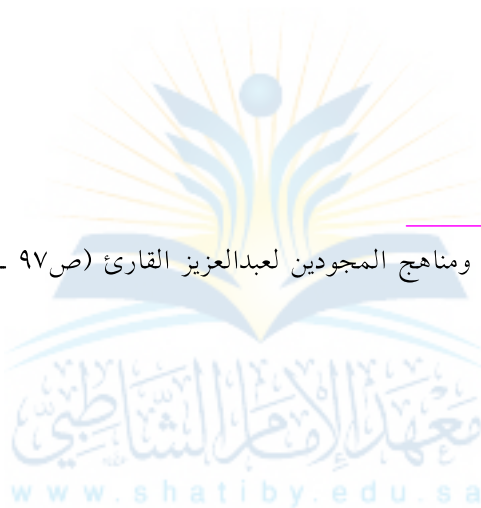 ومناهج المجودين لعبدالعزيز القارئ (ص٩٧ ـ
معهد الإمام الشاطبي
www.shatiby.edu.sa